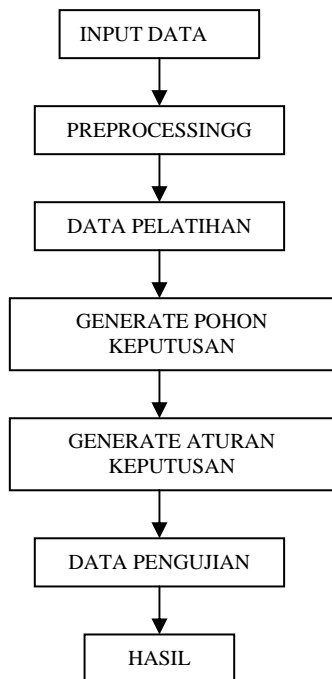 INPUT DATA
PREPROCESSINGG
DATA PELATIHAN
GENERATE POHON
KEPUTUSAN
GENERATE ATURAN
KEPUTUSAN
DATA PENGUJIAN
HASIL